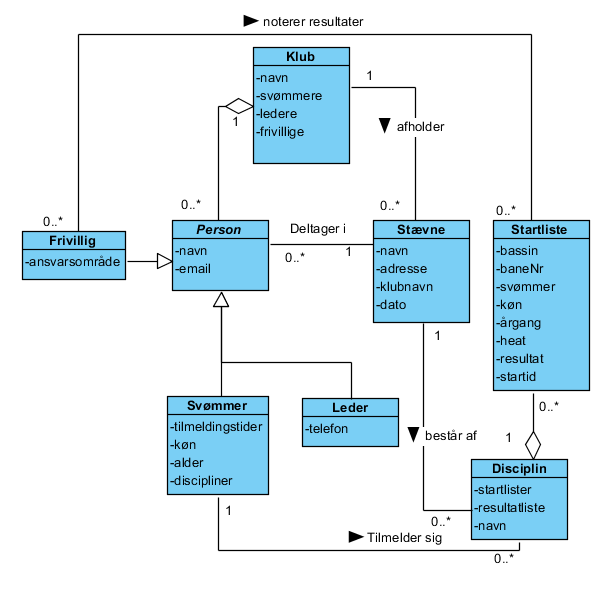 noterer resultater
Klub
-navn
-svømmere
-ledere
-frivillige
1
1
afholder
0..*
0..*
0..*
0..*
Frivillig
-ansvarsområde
Person
-navn
-email
Deltager i
0..*
1
Stævne
-navn
-adresse
-klubnavn
-dato
Startliste
-bassin
-baneNr
-svømmer
-køn
-årgang
-heat
-resultat
-startid
1
Svømmer
-tilmeldingstider
-køn
-alder
-discipliner
Leder
-telefon
0..*
1
består af
Disciplin
-startlister
-resultatliste
-navn
1
0..*
Tilmelder sig
0..*